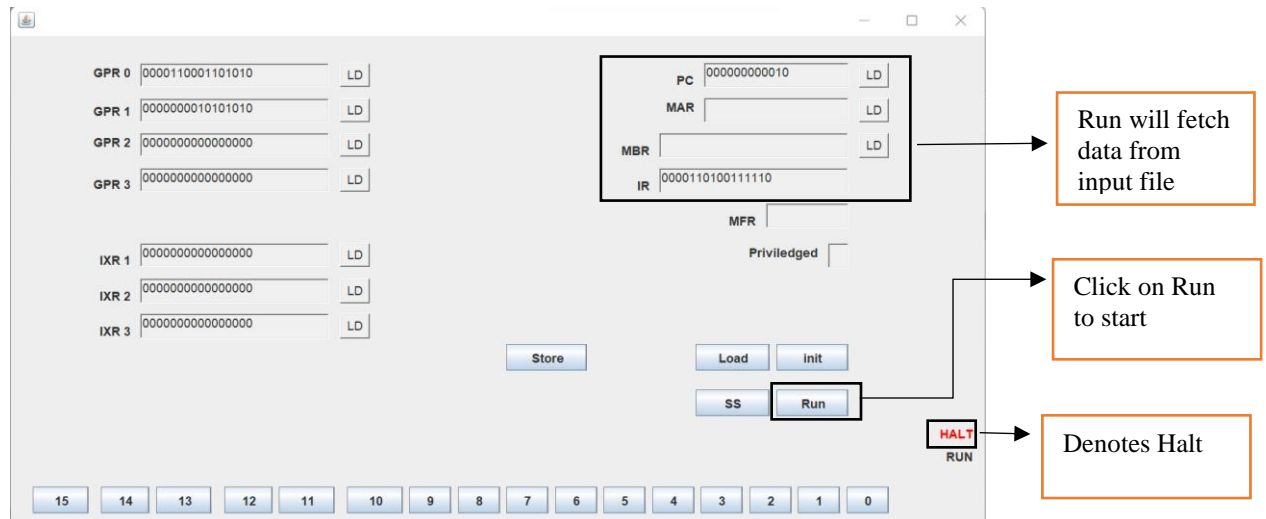 GPR 0 0000110001101010 LD
GPR 1 0000000010101010 LD
GPR 2 0000000000000000 LD
GPR 3 0000000000000000 LD
IXR 1 0000000000000000 LD
IXR 2 0000000000000000 LD
IXR 3 0000000000000000 LD
PC 000000000010 LD
MAR LD
MBR LD
IR 0000110100111110
MFR
Priviledged
Store Load init
SS Run
HALT
RUN
15 14 13 12 11 10 9 8 7 6 5 4 3 2 1 0
Run will fetch
data from
input file
Click on Run
to start
Denotes Halt